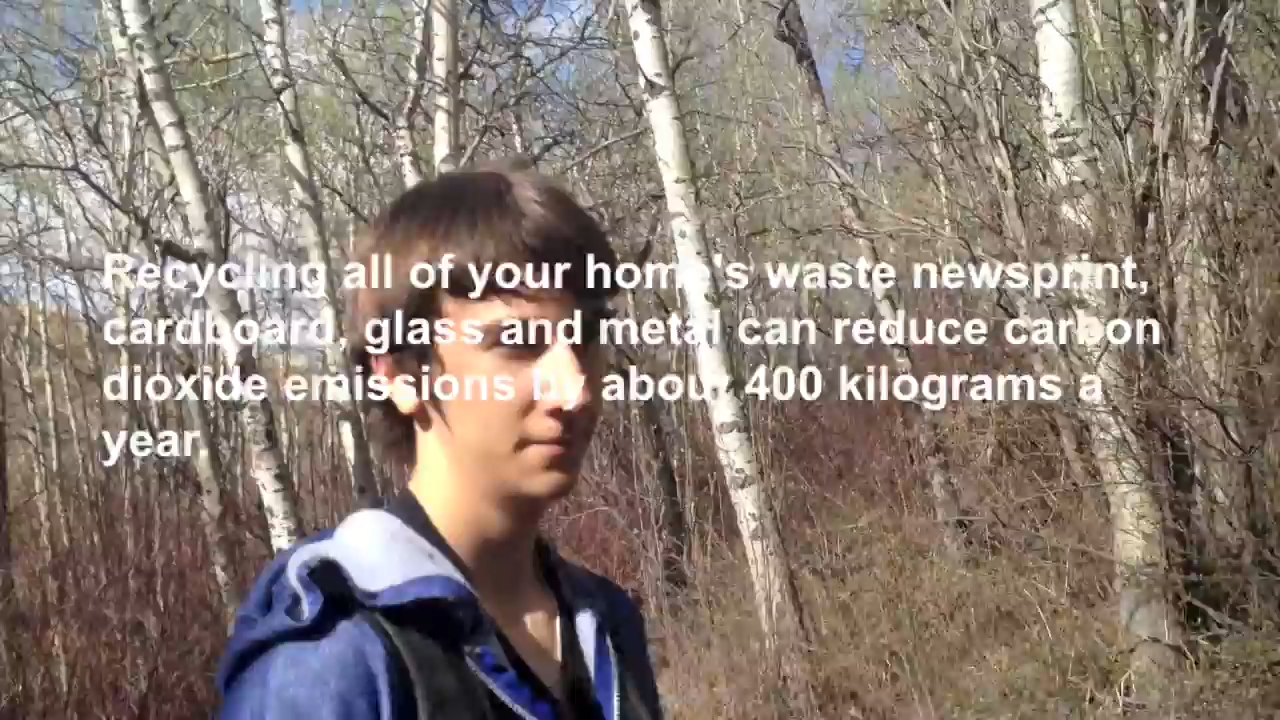 Recycling all of your home's waste newsprint,
cardboard, glass and metal can reduce carbon
dioxide emissions by about 400 kilograms a
year.